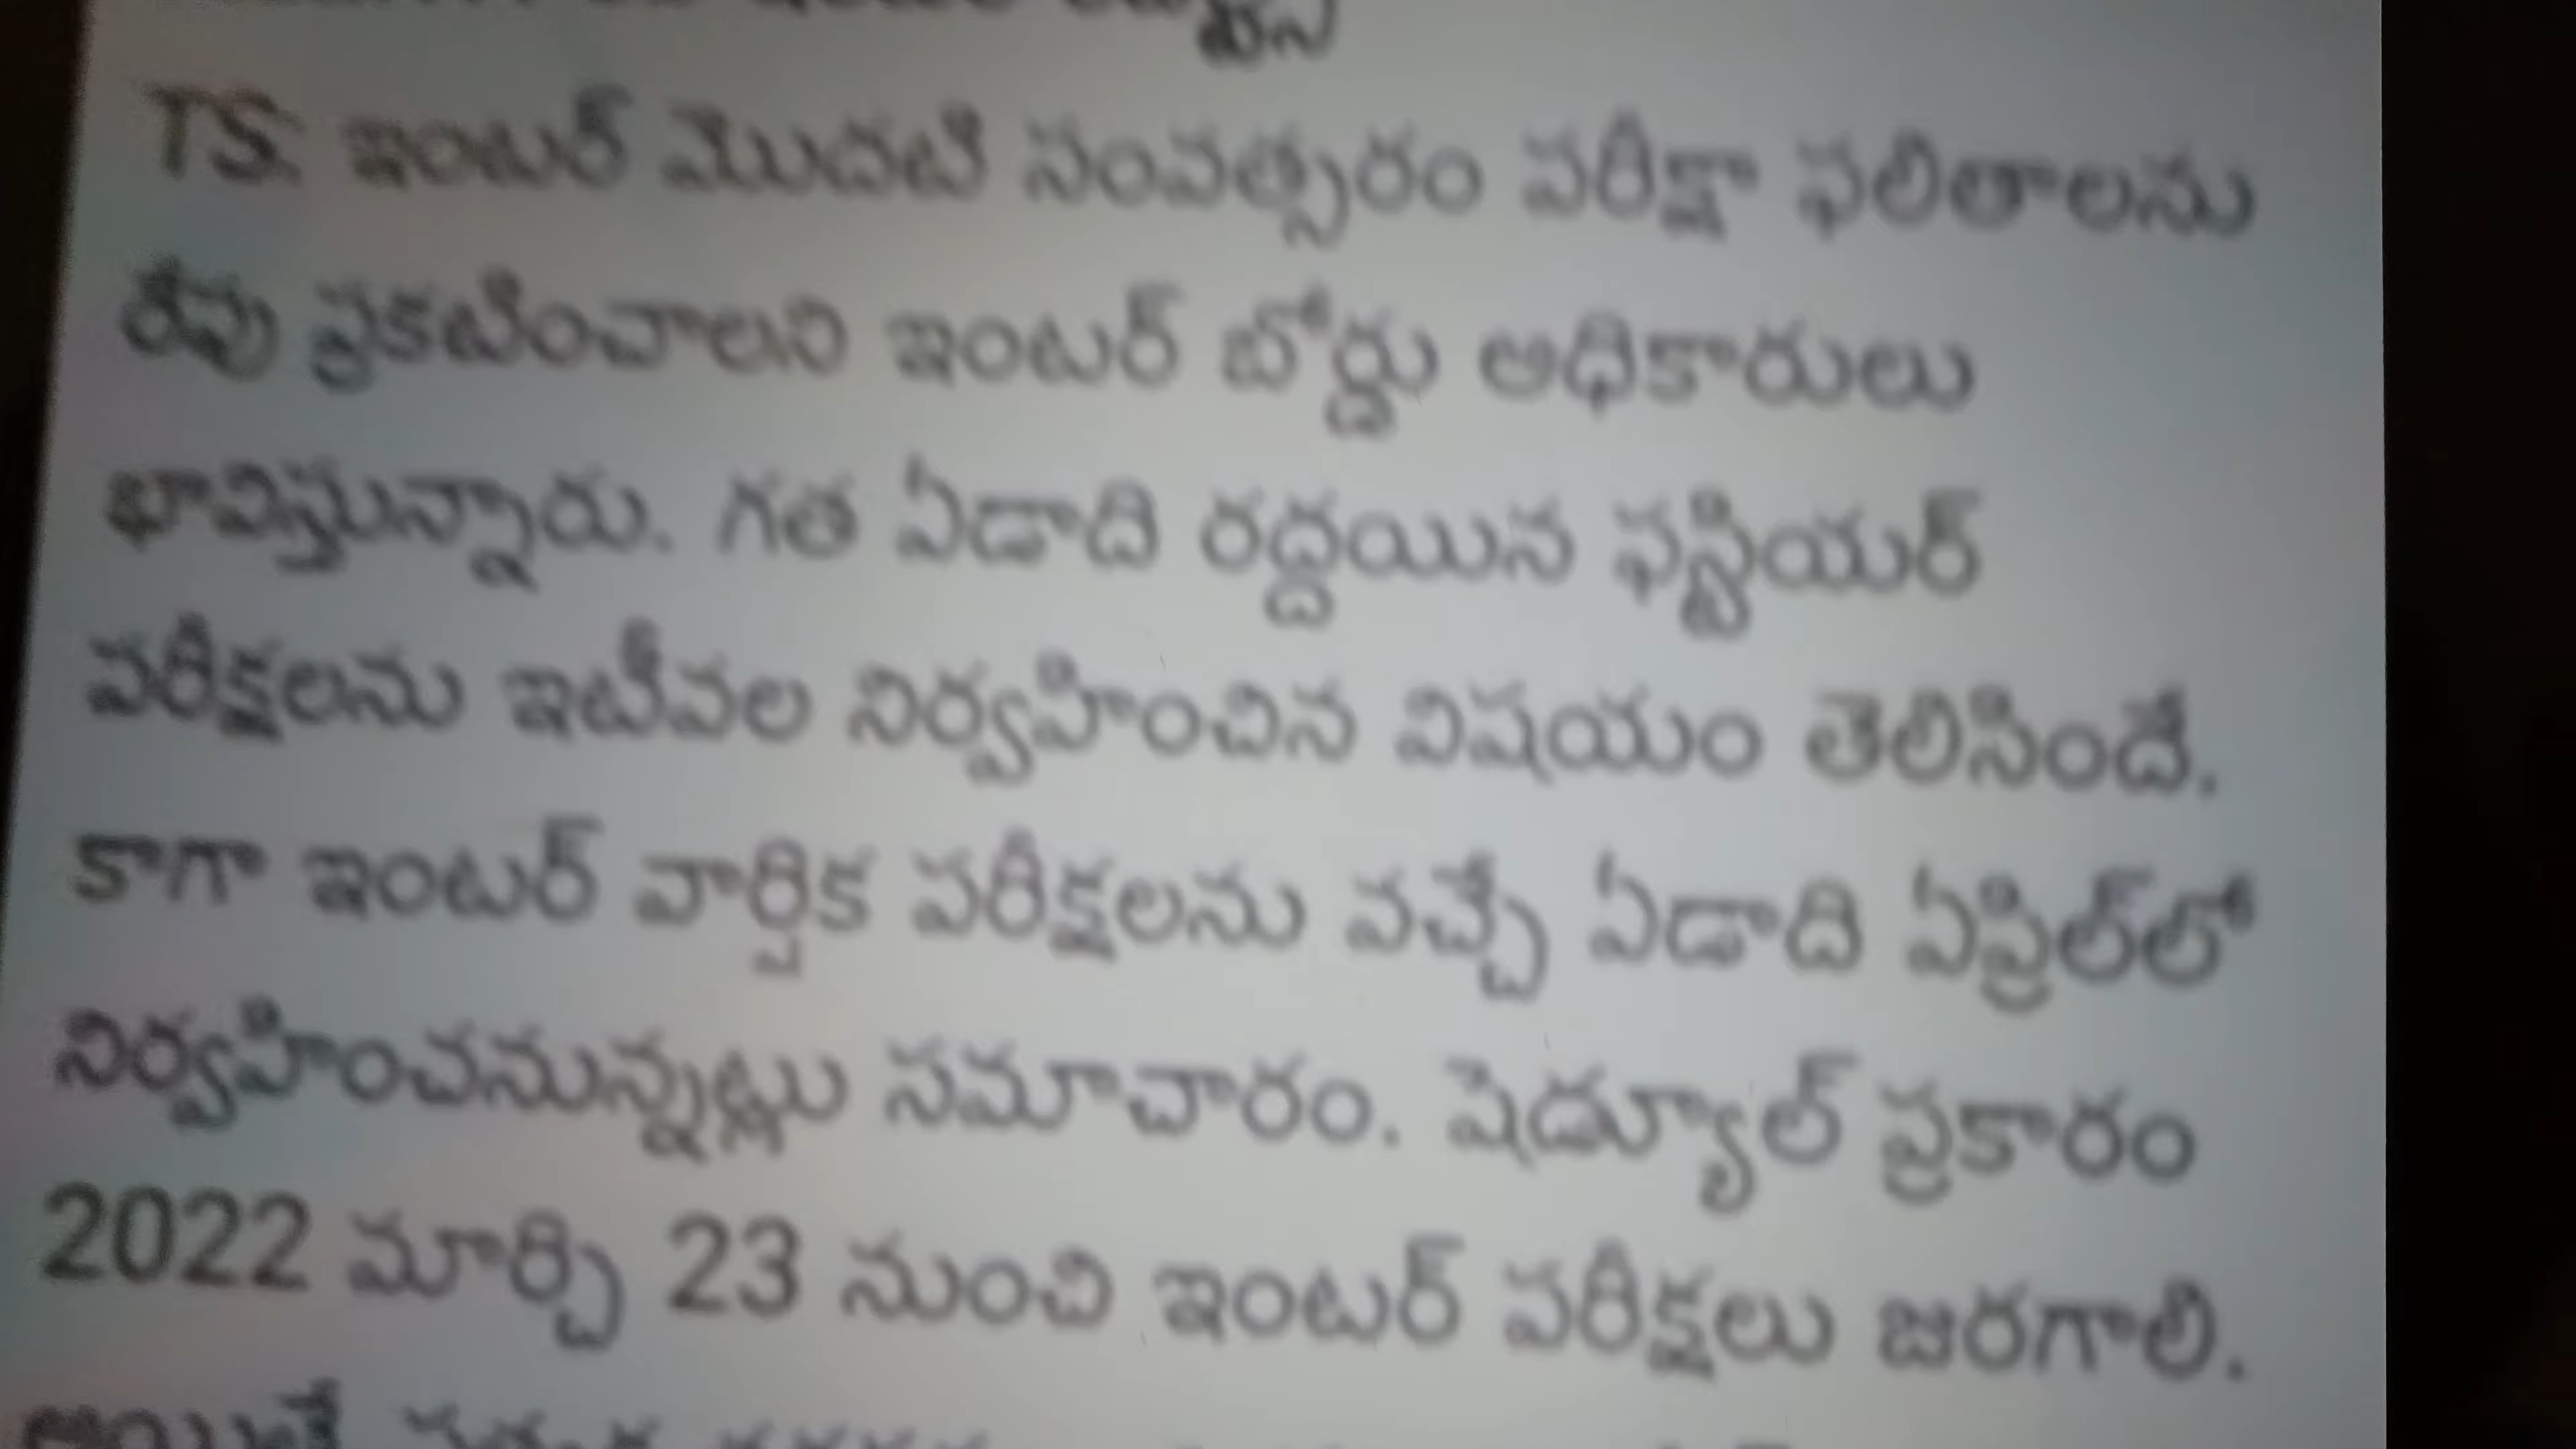 TS: ఇంటర్ మొదటి సంవత్సరం పరీక్షా ఫలితాలను
రేపు ప్రకటించాలని ఇంటర్ బోర్డు అధికారులు
భావిస్తున్నారు. గత ఏడాది రద్దయిన ఫస్టియర్
పరీక్షలను ఇటీవల నిర్వహించిన విషయం తెలిసిందే.
కాగా ఇంటర్ వార్షిక పరీక్షలను వచ్చే ఏడాది ఏప్రిల్‌లో
నిర్వహించనున్నట్లు సమాచారం. షెడ్యూల్ ప్రకారం
2022 మార్చి 23 నుంచి ఇంటర్ పరీక్షలు జరగాలి.
అయితే